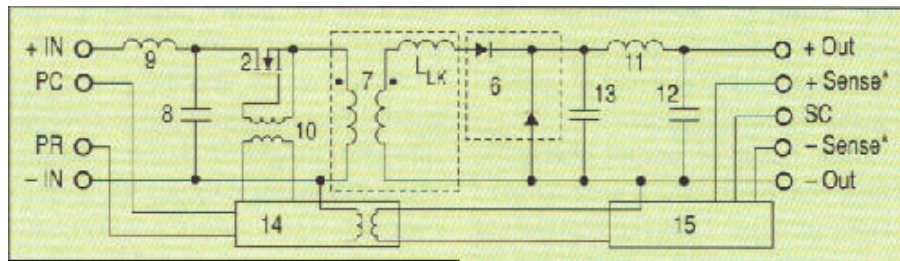 + IN
9
2
7
LLK
6
11
+ Out
PC
13
12
+ Sense*
8
10
SC
PR
− Sense*
− IN
− Out
14
15